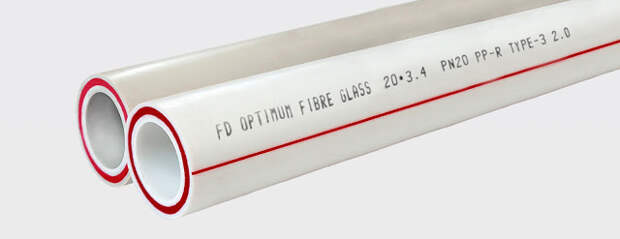 FD OPTIMUM FIBRE GLASS 20•3.4 PN20 PP-R TYPE-3 2.0